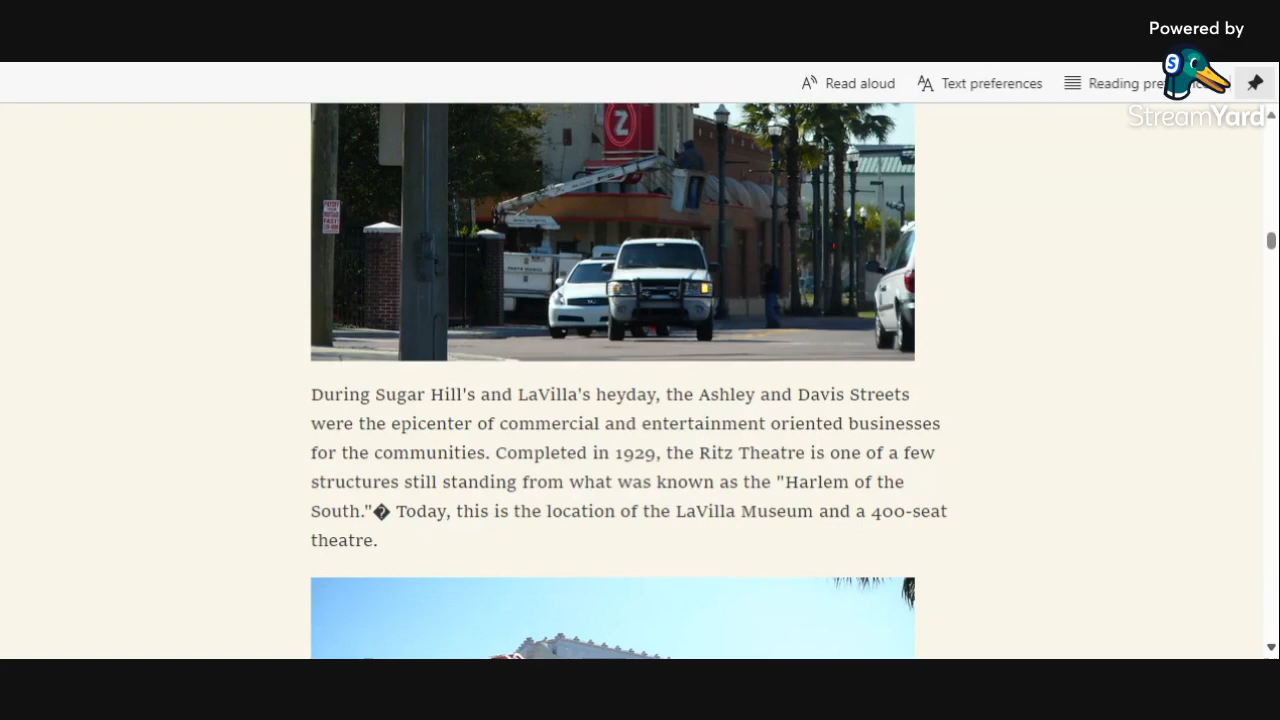 Powered by
Read aloud
Text preferences
StreamYard
Z
During Sugar Hill's and LaVilla's heyday, the Ashley and Davis Streets
were the epicenter of commercial and entertainment oriented businesses
for the communities. Completed in 1929, the Ritz Theatre is one of a few
structures still standing from what was known as the "Harlem of the
South."� Today, this is the location of the LaVilla Museum and a 400-seat
theatre.